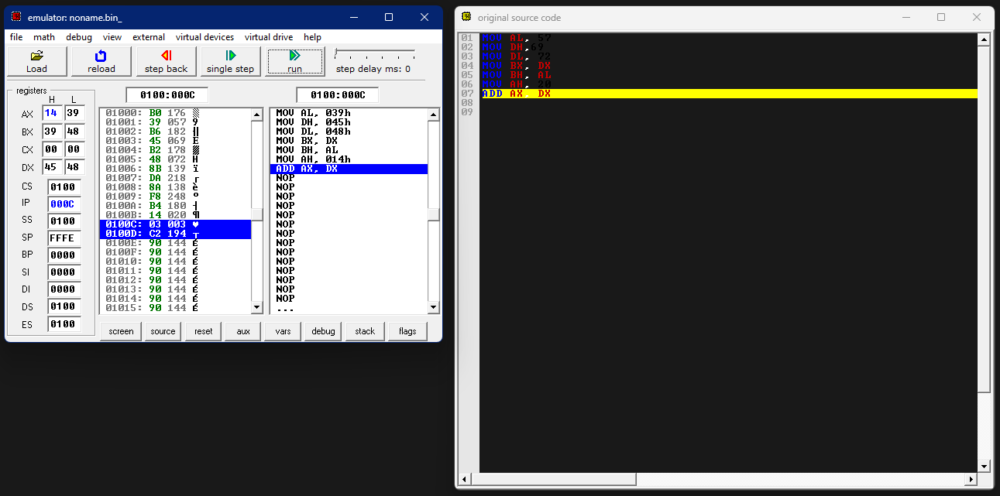 emulator: noname.bin_
file math debug view external virtual devices virtual drive help
Load reload step back single step run step delay ms: 0
registers
H L
AX 14 39
BX 39 48
CX 00 00
DX 45 48
CS 0100
IP 000C
SS 0100
SP FFFE
BP 0000
SI 0000
DI 0000
DS 0100
ES 0100
0100:000C
01000: B0 176 ▒
01001: 39 057 9
01002: B6 182 ╢
01003: 45 069 E
01004: B2 178 ▓
01005: 48 072 H
01006: 8B 139 ï
01007: DA 218 ┌
01008: 8A 138 è
01009: F8 248 °
0100A: B4 180 ┤
0100B: 14 020 ¶
0100C: 03 003 ♥
0100D: C2 194 ┬
0100E: 90 144 É
0100F: 90 144 É
01010: 90 144 É
01011: 90 144 É
01012: 90 144 É
01013: 90 144 É
01014: 90 144 É
01015: 90 144 É
0100:000C
MOV AL, 039h
MOV DH, 045h
MOV DL, 048h
MOV BX, DX
MOV BH, AL
MOV AH, 014h
ADD AX, DX
NOP
NOP
NOP
NOP
NOP
NOP
NOP
NOP
NOP
NOP
NOP
NOP
NOP
NOP
...
screen source reset aux vars debug stack flags
original source code
01 MOV AL, 57
02 MOV DH,69
03 MOV DL, 72
04 MOV BX, DX
05 MOV BH, AL
06 MOV AH, 20
07 ADD AX, DX
08
09